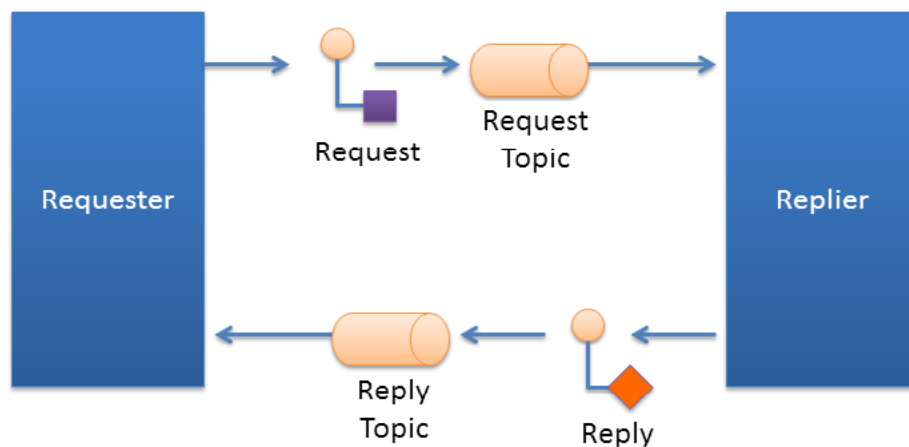 Requester
Request
Request
Topic
Replier
Reply
Topic
Reply